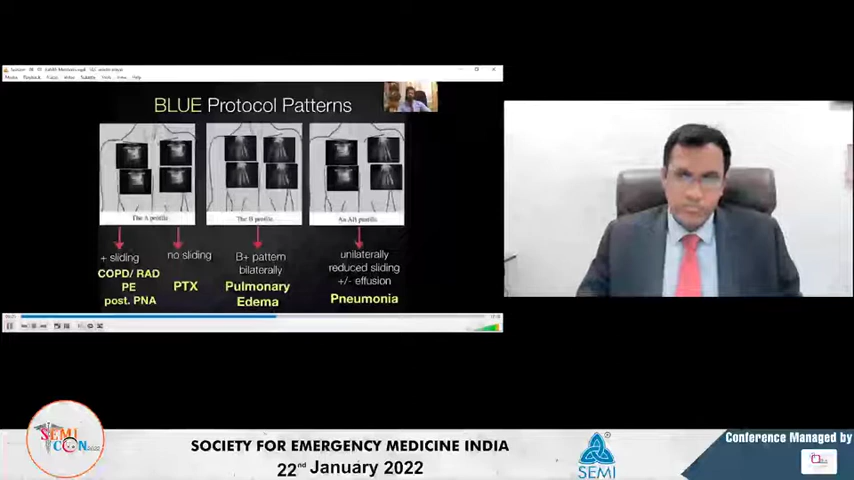 BLUE Protocol Patterns
The A profile
The B profile
An AB profile
+ sliding
COPD/ RAD
PE
post. PNA
no sliding
PTX
B+ pattern
bilaterally
Pulmonary
Edema
unilaterally
reduced sliding
+/- effusion
Pneumonia
SEMI
CON
SOCIETY FOR EMERGENCY MEDICINE INDIA
22nd January 2022
SEMI
Conference Managed by